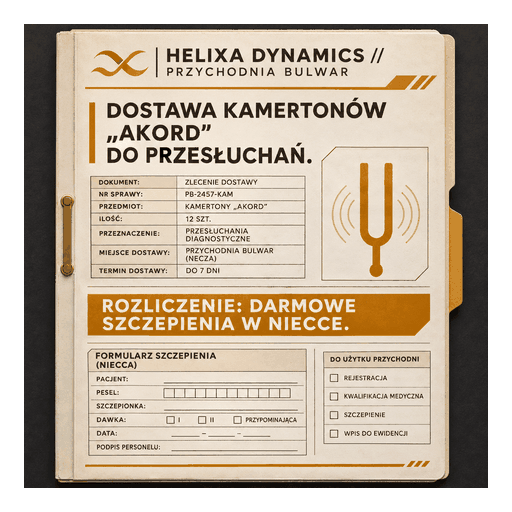 HELIXA DYNAMICS //
PRZYCHODNIA BULWAR
DOSTAWA KAMERTONÓW
„AKORD”
DO PRZESŁUCHAŃ.
DOKUMENT: ZLECENIE DOSTAWY
NR SPRAWY: PB-2457-KAM
PRZEDMIOT: KAMERTONY „AKORD”
ILOŚĆ: 12 SZT.
PRZEZNACZENIE: PRZESŁUCHANIA
DIAGNOSTYCZNE
MIEJSCE DOSTAWY: PRZYCHODNIA BULWAR
(NECZA)
TERMIN DOSTAWY: DO 7 DNI
ROZLICZENIE: DARMOWE
SZCZEPIENIA W NIECCE.
FORMULARZ SZCZEPIENIA
(NIECCA)
PACJENT:
PESEL:
SZCZEPIONKA:
DAWKA: I II PRZYPOMINAJĄCA
DATA:
PODPIS PERSONELU:
DO UŻYTKU PRZYCHODNI
REJESTRACJA
KWALIFIKACJA MEDYCZNA
SZCZEPIENIE
WPIS DO EWIDENCJI